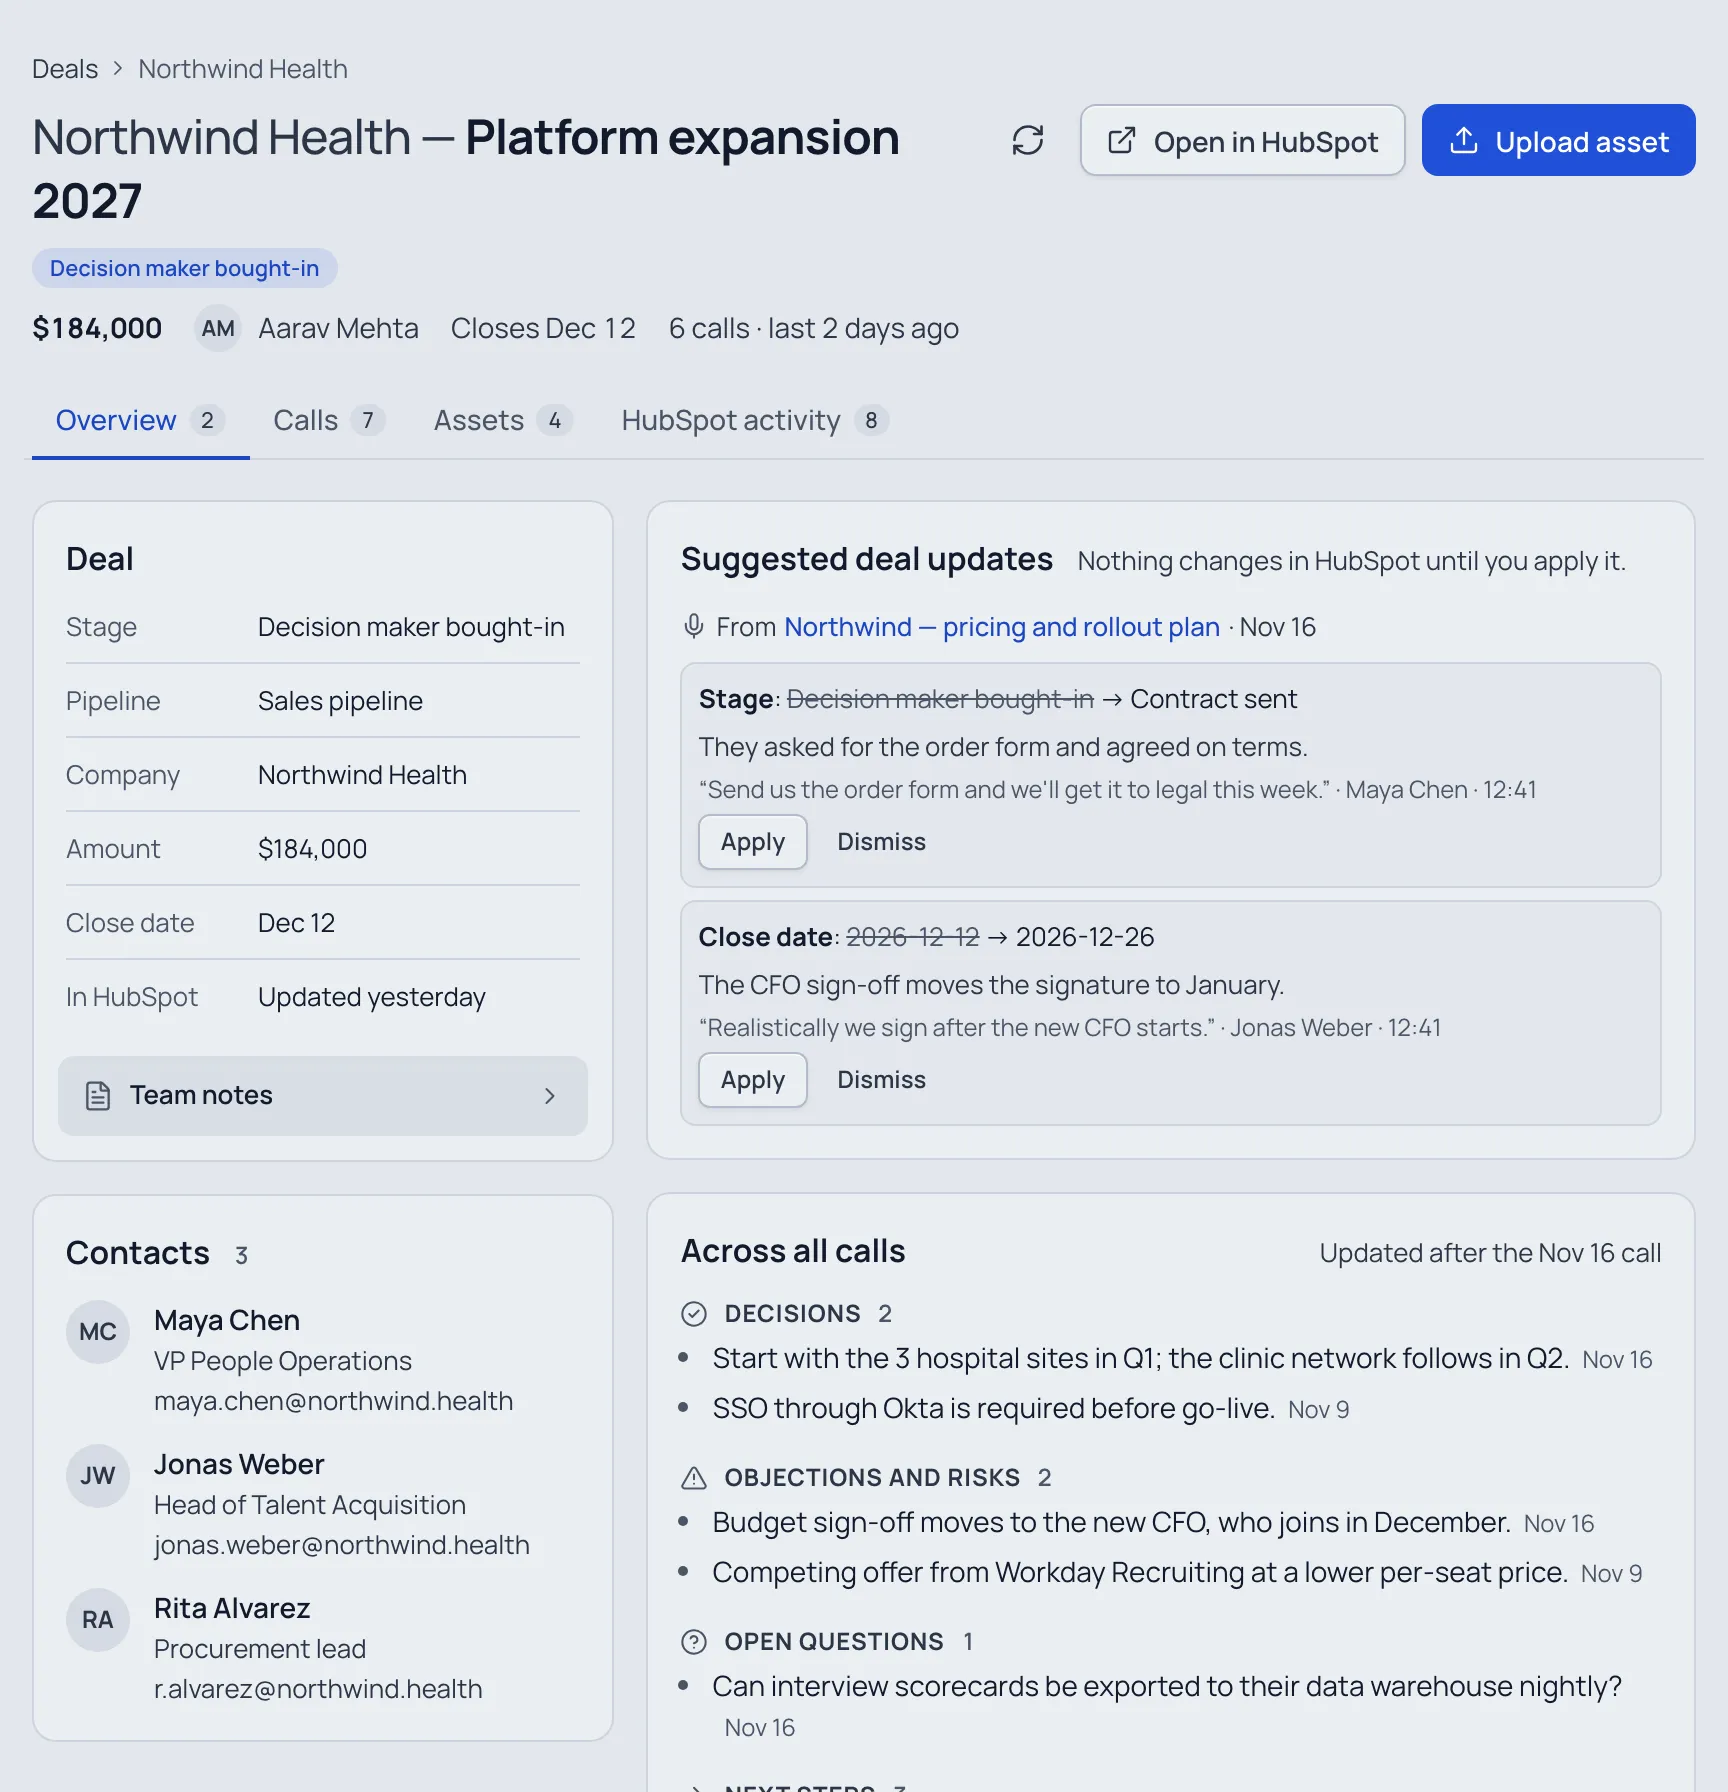 Deals > Northwind Health
Northwind Health — Platform expansion
2027
Open in HubSpot
Upload asset
Decision maker bought-in
$184,000 AM Aarav Mehta Closes Dec 12 6 calls · last 2 days ago
Overview 2 Calls 7 Assets 4 HubSpot activity 8
Deal
Stage Decision maker bought-in
Pipeline Sales pipeline
Company Northwind Health
Amount $184,000
Close date Dec 12
In HubSpot Updated yesterday
Team notes
Suggested deal updates Nothing changes in HubSpot until you apply it.
From Northwind — pricing and rollout plan · Nov 16
Stage: Decision maker bought-in → Contract sent
They asked for the order form and agreed on terms.
“Send us the order form and we'll get it to legal this week.” · Maya Chen · 12:41
Apply Dismiss
Close date: 2026-12-12 → 2026-12-26
The CFO sign-off moves the signature to January.
“Realistically we sign after the new CFO starts.” · Jonas Weber · 12:41
Apply Dismiss
Contacts 3
MC Maya Chen
VP People Operations
maya.chen@northwind.health
JW Jonas Weber
Head of Talent Acquisition
jonas.weber@northwind.health
RA Rita Alvarez
Procurement lead
r.alvarez@northwind.health
Across all calls Updated after the Nov 16 call
DECISIONS 2
• Start with the 3 hospital sites in Q1; the clinic network follows in Q2. Nov 16
• SSO through Okta is required before go-live. Nov 9
OBJECTIONS AND RISKS 2
• Budget sign-off moves to the new CFO, who joins in December. Nov 16
• Competing offer from Workday Recruiting at a lower per-seat price. Nov 9
OPEN QUESTIONS 1
• Can interview scorecards be exported to their data warehouse nightly?
Nov 16
NEXT STEPS 3